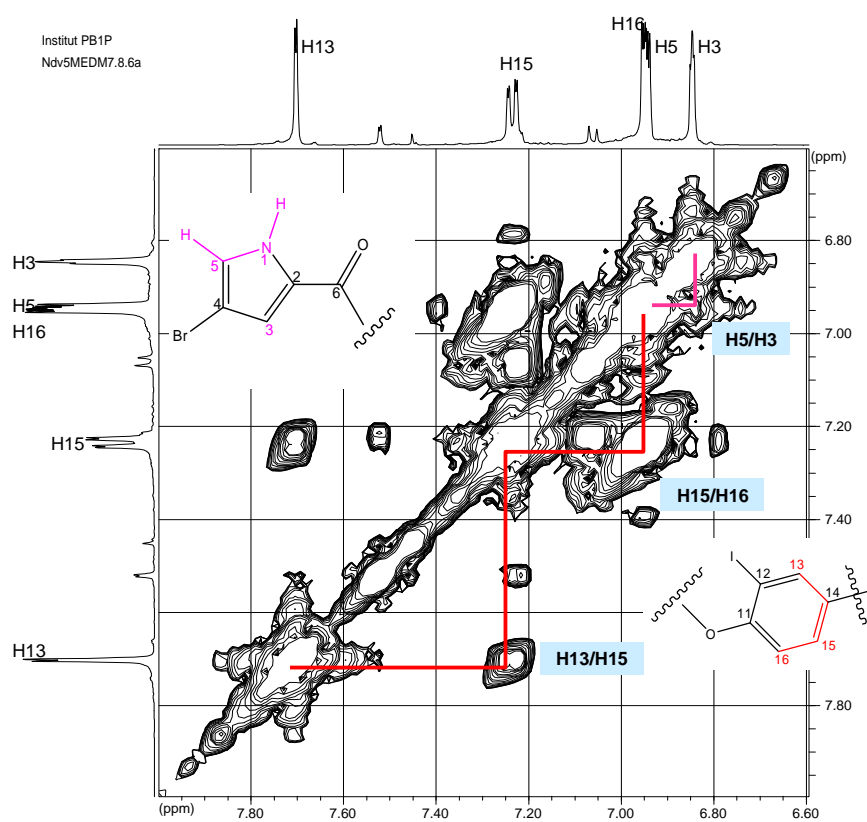 Institut PB1P
Ndv5MEDM7.8.6a
H13
H15
H16
H5
H3
(ppm)
H3
H5
H16
H15
H13
H
H
N
1
5
2
4
3
6
O
Br
6.80
7.00
7.20
7.40
7.80
H5/H3
H15/H16
H13/H15
I
12
13
14
11
O
16
15
7.80
7.60
7.40
7.20
7.00
6.80
6.60
(ppm)